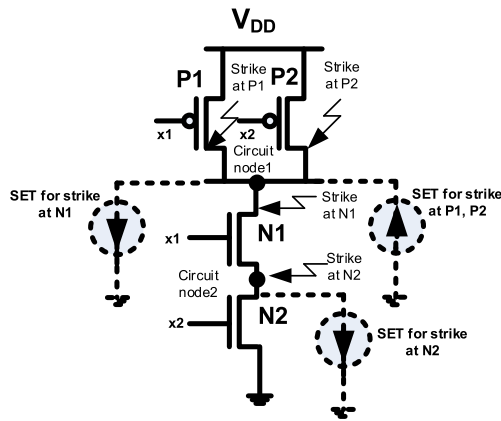 VDD
P1
Strike
at P1
P2
Strike
at P2
x1
x2
Circuit
node1
SET for strike
at N1
Strike
at N1
SET for strike
at P1, P2
x1
N1
Circuit
node2
Strike
at N2
x2
N2
SET for strike
at N2